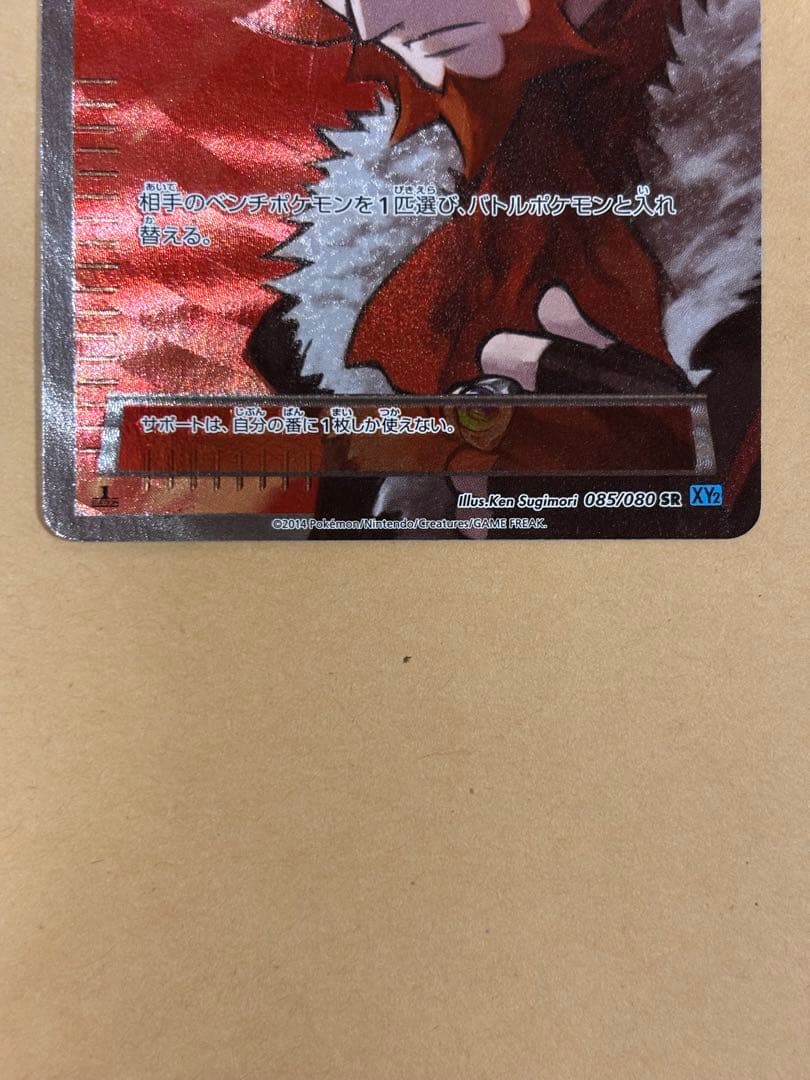 相手のベンチポケモンを1匹選び、バトルポケモンと入れ
替える。
サポートは、自分の番に1枚しか使えない。
1
Illus.Ken Sugimori 085/080 SR XY2
©2014 Pokémon/Nintendo/Creatures/GAME FREAK.